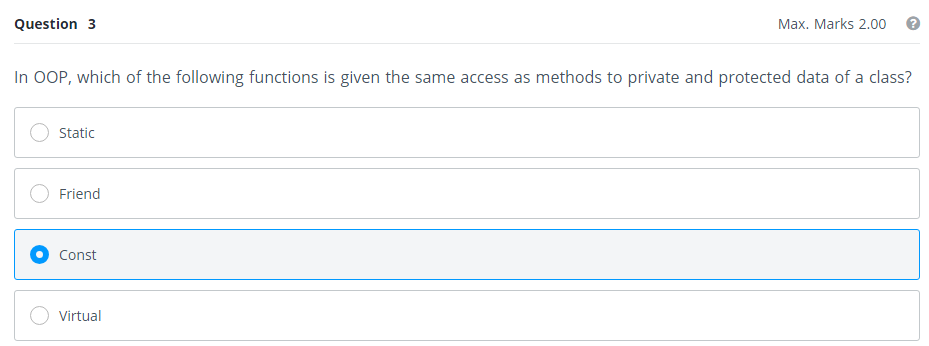 Question 3
Max. Marks 2.00
?
In OOP, which of the following functions is given the same access as methods to private and protected data of a class?
Static
Friend
Const
Virtual